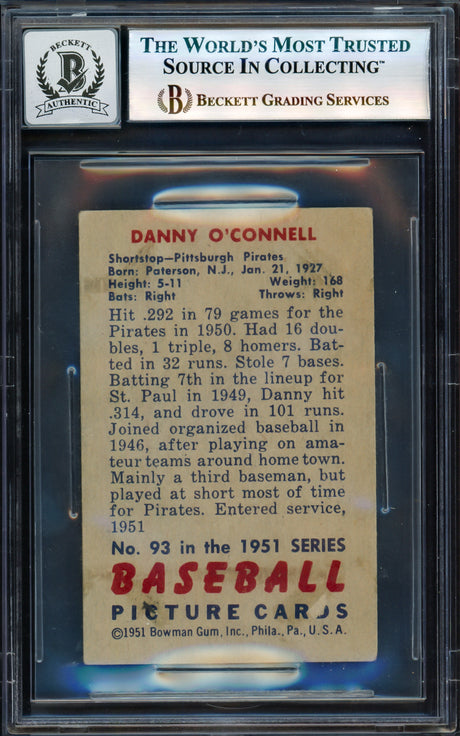 BECKETT
B
AUTHENTIC
THE WORLD'S MOST TRUSTED
SOURCE IN COLLECTING™
B BECKETT GRADING SERVICES
DANNY O'CONNELL
Shortstop—Pittsburgh Pirates
Born: Paterson, N.J., Jan. 21, 1927
Height: 5-11 Weight: 168
Bats: Right Throws: Right
Hit .292 in 79 games for the
Pirates in 1950. Had 16 dou-
bles, 1 triple, 8 homers. Bat-
ted in 32 runs. Stole 7 bases.
Batting 7th in the lineup for
St. Paul in 1949, Danny hit
.314, and drove in 101 runs.
Joined organized baseball in
1946, after playing on ama-
teur teams around home town.
Mainly a third baseman, but
played at short most of time
for Pirates. Entered service,
1951
No. 93 in the 1951 SERIES
BASEBALL
PICTURE CARDS
©1951 Bowman Gum, Inc., Phila., Pa., U.S.A.